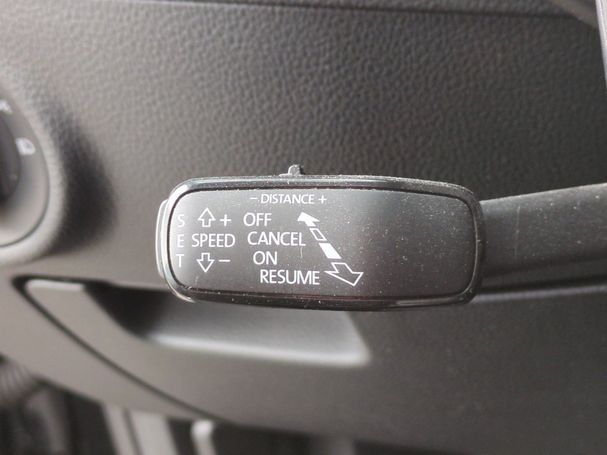 - DISTANCE +
S + OFF
E SPEED CANCEL
T - ON
RESUME